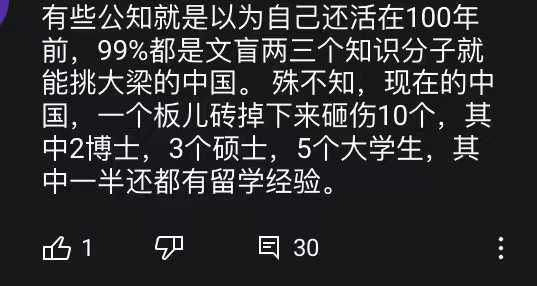 有些公知就是以为自己还活在100年
前，99%都是文盲两三个知识分子就
能挑大梁的中国。 殊不知，现在的中
国，一个板儿砖掉下来砸伤10个，其
中2博士，3个硕士，5个大学生，其
中一半还都有留学经验。
1 30